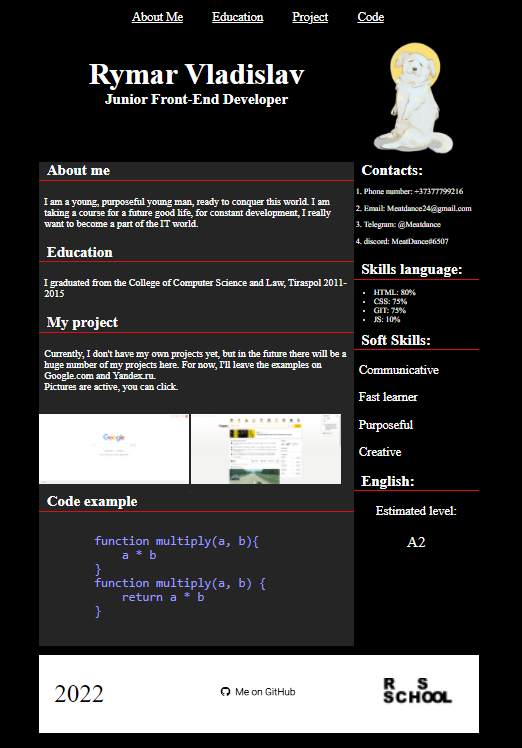 About Me Education Project Code
Rymar Vladislav
Junior Front-End Developer
About me
I am a young, purposeful young man, ready to conquer this world. I am
taking a course for a future good life, for constant development, I really
want to become a part of the IT world.
Education
I graduated from the College of Computer Science and Law, Tiraspol 2011-
2015
My project
Currently, I don't have my own projects yet, but in the future there will be a
huge number of my projects here. For now, I'll leave the examples on
Google.com and Yandex.ru.
Pictures are active, you can click.
Google
Code example
function multiply(a, b){
    a * b
}
function multiply(a, b) {
    return a * b
}
Contacts:
1. Phone number: +37377799216
2. Email: Meatdance24@gmail.com
3. Telegram: @Meatdance
4. discord: MeatDance#6507
Skills language:
• HTML: 80%
• CSS: 75%
• GIT: 75%
• JS: 10%
Soft Skills:
Communicative
Fast learner
Purposeful
Creative
English:
Estimated level:
A2
2022
Me on GitHub
R S
SCHOOL